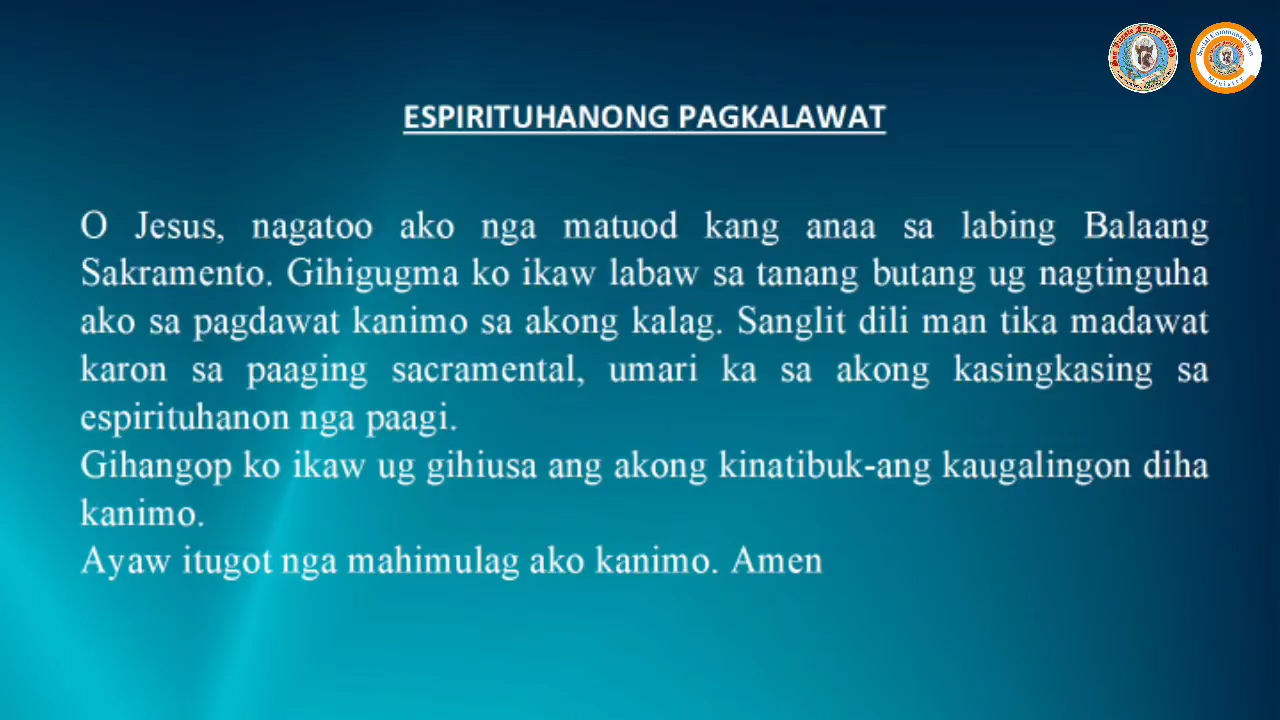 ESPIRITUHANONG PAGKALAWAT
O Jesus, nagatoo ako nga matuod kang anaa sa labing Balaang
Sakramento. Gihigugma ko ikaw labaw sa tanang butang ug nagtinguha
ako sa pagdawat kanimo sa akong kalag. Sanglit dili man tika madawat
karon sa paaging sacramental, umari ka sa akong kasingkasing sa
espirituhanon nga paagi.
Gihangop ko ikaw ug gihiusa ang akong kinatibuk-ang kaugalingon diha
kanimo.
Ayaw itugot nga mahimulag ako kanimo. Amen
Social Communication
Ministry